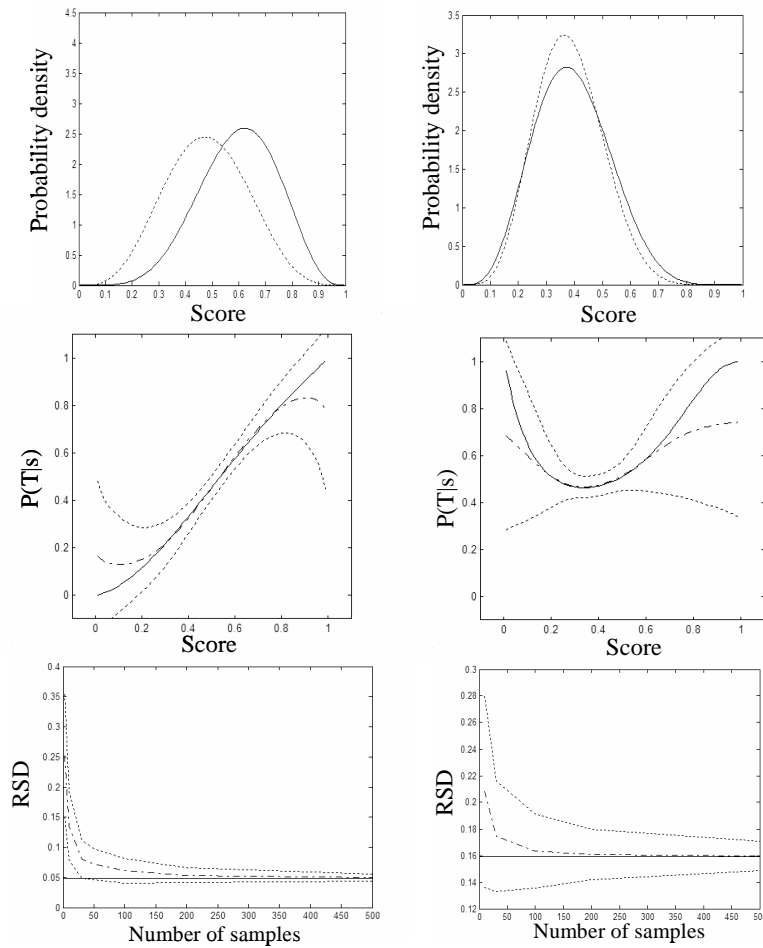 4.5
4
3.5
3
2.5
2
1.5
1
0.5
0
Probability density
0 0.1 0.2 0.3 0.4 0.5 0.6 0.7 0.8 0.9 1
Score
3.5
3
2.5
2
1.5
1
0.5
0
Probability density
0 0.1 0.2 0.3 0.4 0.5 0.6 0.7 0.8 0.9 1
Score
1
0.8
0.6
0.4
0.2
0
P(T|s)
0 0.2 0.4 0.6 0.8 1
Score
1
0.8
0.6
0.4
0.2
0
P(T|s)
0 0.2 0.4 0.6 0.8 1
Score
0.4
0.35
0.3
0.25
0.2
0.15
0.1
0.05
0
RSD
0 50 100 150 200 250 300 350 400 450 500
Number of samples
0.3
0.28
0.26
0.24
0.22
0.2
0.18
0.16
0.14
0.12
RSD
0 50 100 150 200 250 300 350 400 450 500
Number of samples